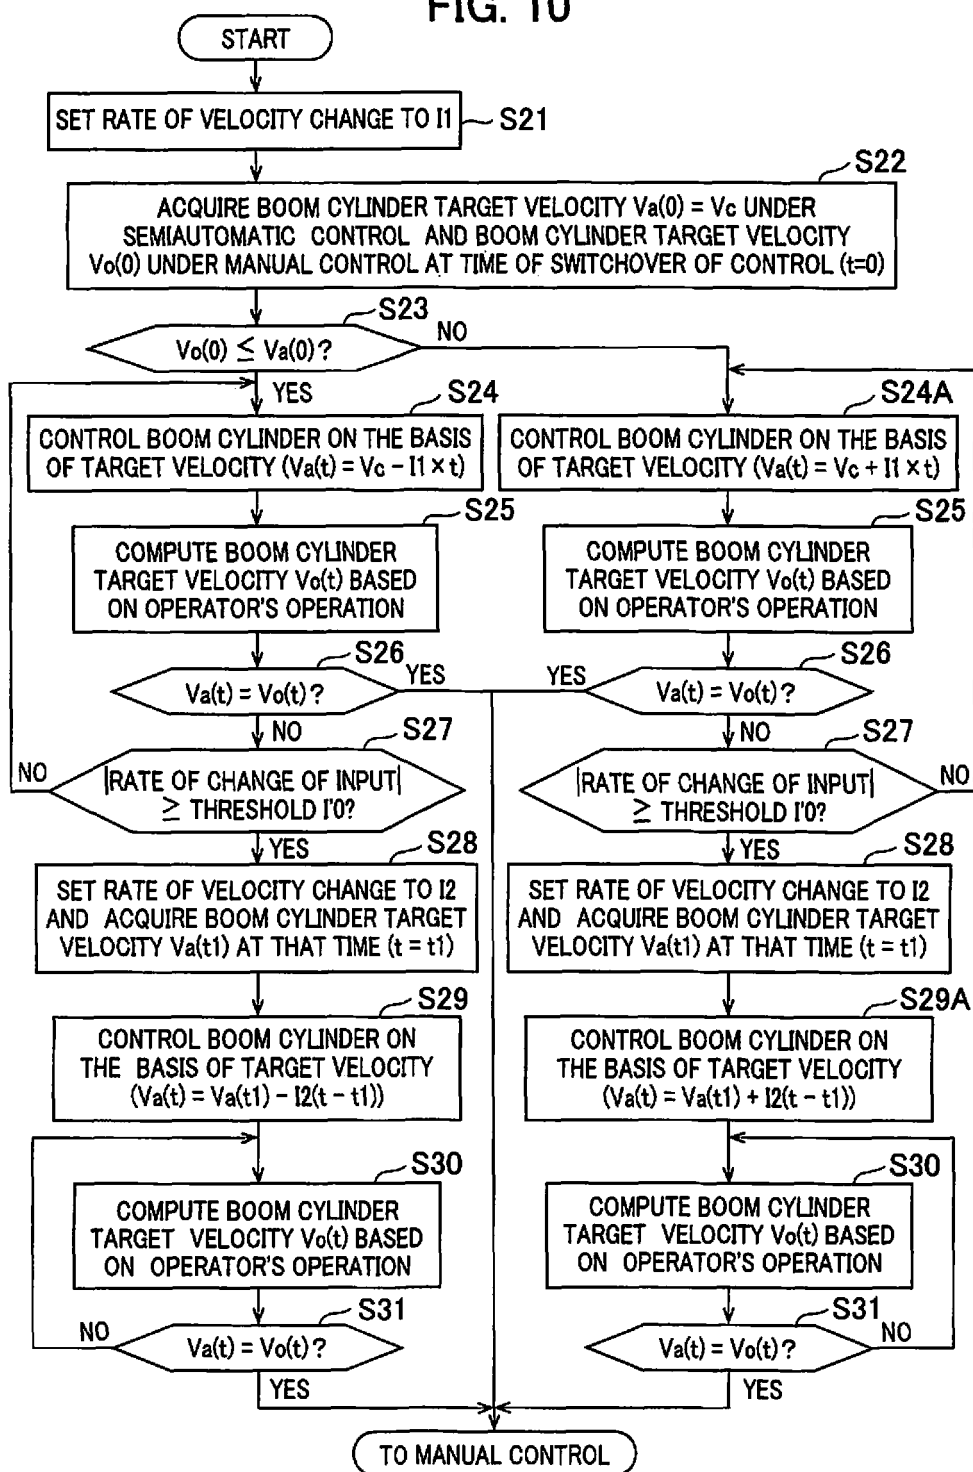 FIG. 10
START
SET RATE OF VELOCITY CHANGE TO I1
S21
S22
ACQUIRE BOOM CYLINDER TARGET VELOCITY Va(0) = Vc UNDER
SEMIAUTOMATIC CONTROL AND BOOM CYLINDER TARGET VELOCITY
Vo(0) UNDER MANUAL CONTROL AT TIME OF SWITCHOVER OF CONTROL (t=0)
S23
Vo(0) ≦ Va(0)?
NO
YES
S24
CONTROL BOOM CYLINDER ON THE BASIS
OF TARGET VELOCITY (Va(t) = Vc - I1 × t)
S25
COMPUTE BOOM CYLINDER
TARGET VELOCITY Vo(t) BASED
ON OPERATOR'S OPERATION
S26
Va(t) = Vo(t)?
YES
NO
S27
NO
|RATE OF CHANGE OF INPUT|
≧ THRESHOLD I'0?
YES
S28
SET RATE OF VELOCITY CHANGE TO I2
AND ACQUIRE BOOM CYLINDER TARGET
VELOCITY Va(t1) AT THAT TIME (t = t1)
S29
CONTROL BOOM CYLINDER ON
THE BASIS OF TARGET VELOCITY
(Va(t) = Va(t1) - I2(t - t1))
S30
COMPUTE BOOM CYLINDER
TARGET VELOCITY Vo(t) BASED
ON OPERATOR'S OPERATION
S31
NO
Va(t) = Vo(t)?
YES
S24A
CONTROL BOOM CYLINDER ON THE BASIS
OF TARGET VELOCITY (Va(t) = Vc + I1 × t)
S25
COMPUTE BOOM CYLINDER
TARGET VELOCITY Vo(t) BASED
ON OPERATOR'S OPERATION
S26
YES
Va(t) = Vo(t)?
NO
S27
|RATE OF CHANGE OF INPUT|
≧ THRESHOLD I'0?
NO
YES
S28
SET RATE OF VELOCITY CHANGE TO I2
AND ACQUIRE BOOM CYLINDER TARGET
VELOCITY Va(t1) AT THAT TIME (t = t1)
S29A
CONTROL BOOM CYLINDER ON
THE BASIS OF TARGET VELOCITY
(Va(t) = Va(t1) + I2(t - t1))
S30
COMPUTE BOOM CYLINDER
TARGET VELOCITY Vo(t) BASED
ON OPERATOR'S OPERATION
S31
Va(t) = Vo(t)?
NO
YES
TO MANUAL CONTROL